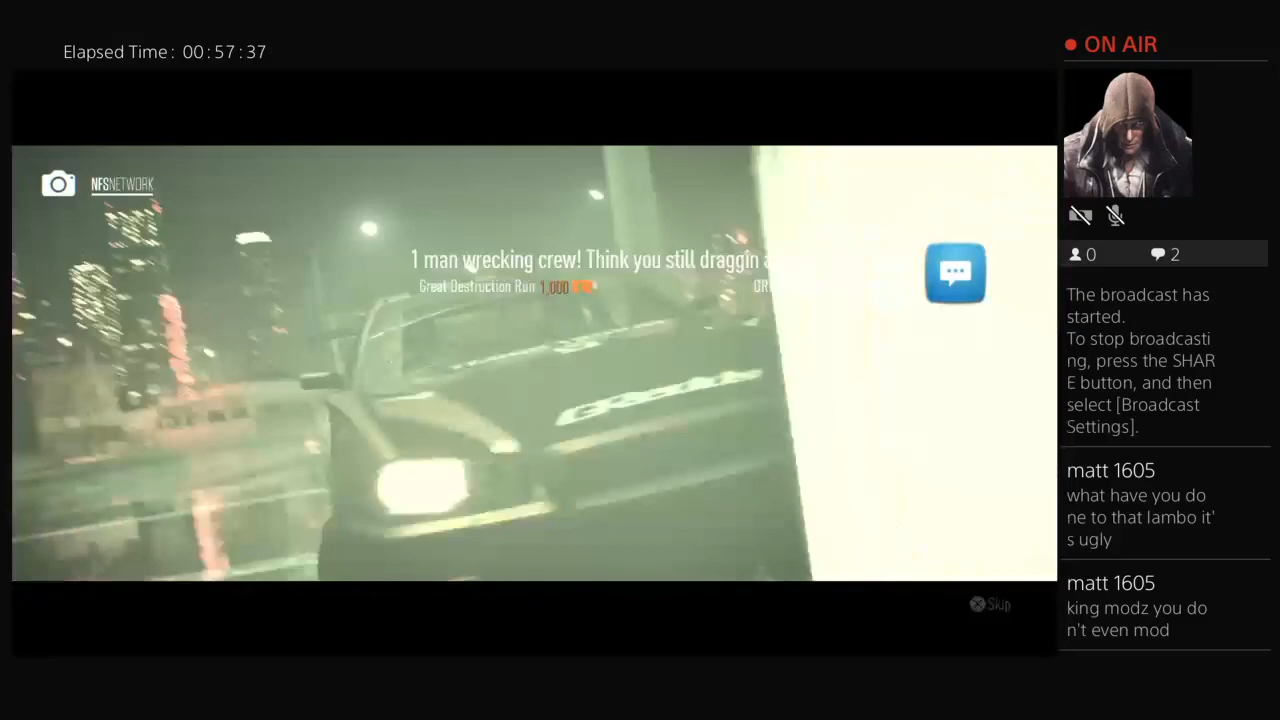 Elapsed Time: 00:57:37
ON AIR
NFSNETWORK
1 man wrecking crew! Think you still draggin a
Great Destruction Run 1,000
DR
0 2
The broadcast has
started.
To stop broadcasti
ng, press the SHAR
E button, and then
select [Broadcast
Settings].
matt 1605
what have you do
ne to that lambo it'
s ugly
matt 1605
king modz you do
n't even mod
Skip